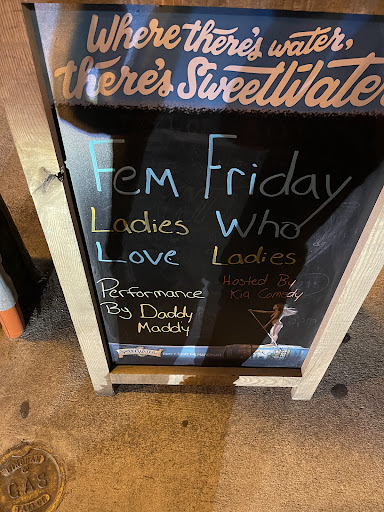 Where there's water,
there's SweetWater
Fem Friday
Ladies Who
Love Ladies
Performance
By Daddy
Maddy
Hosted By
Kia Comedy
SWEETWATER
GAS